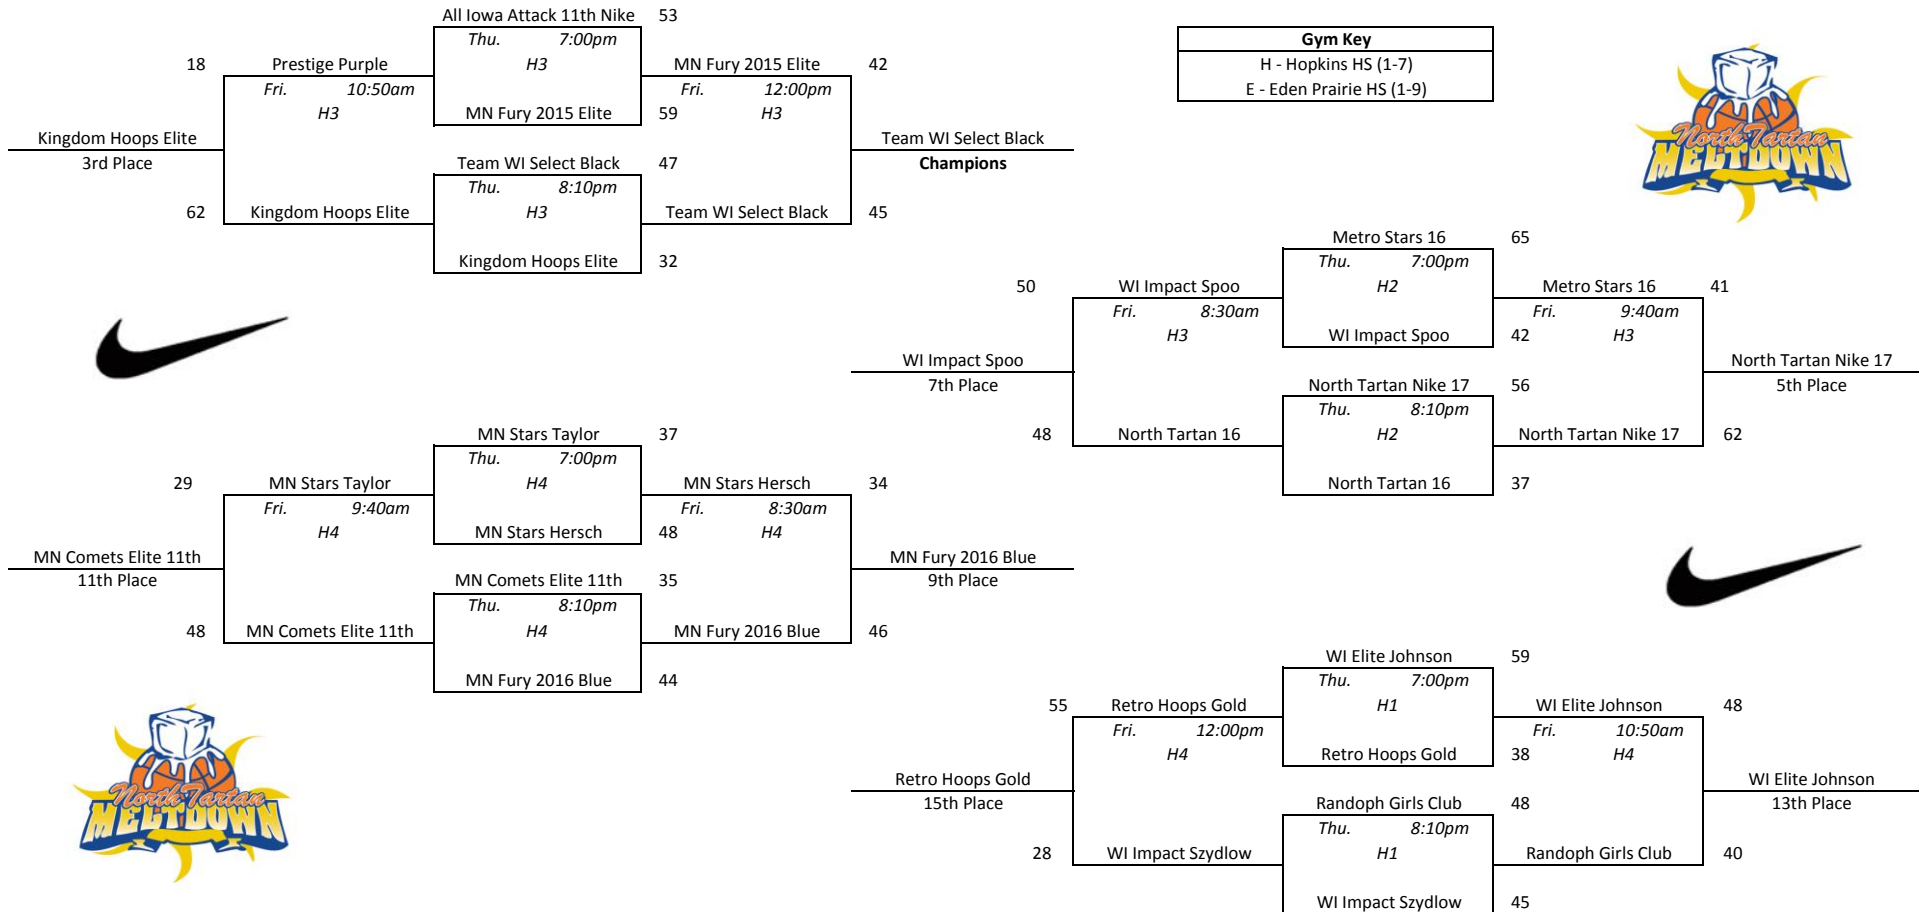 All Iowa Attack 11th Nike 53
Thu. 7:00pm
Gym Key
18 Prestige Purple H3 MN Fury 2015 Elite 42
H - Hopkins HS (1-7)
Fri. 10:50am Fri. 12:00pm
E - Eden Prairie HS (1-9)
H3 MN Fury 2015 Elite 59 H3
Kingdom Hoops Elite Team WI Select Black
3rd Place Team WI Select Black 47 Champions
North Tartan
MELTDOWN
Thu. 8:10pm
62 Kingdom Hoops Elite H3 Team WI Select Black 45
Metro Stars 16 65
Kingdom Hoops Elite 32 Thu. 7:00pm
50 WI Impact Spoo H2 Metro Stars 16 41
Fri. 8:30am Fri. 9:40am
H3 WI Impact Spoo 42 H3
WI Impact Spoo North Tartan Nike 17
7th Place North Tartan Nike 17 56 5th Place
Thu. 8:10pm
MN Stars Taylor 37 48 North Tartan 16 H2 North Tartan Nike 17 62
Thu. 7:00pm
29 MN Stars Taylor H4 MN Stars Hersch 34 North Tartan 16 37
Fri. 9:40am Fri. 8:30am
H4 MN Stars Hersch 48 H4
MN Comets Elite 11th MN Fury 2016 Blue
11th Place MN Comets Elite 11th 35 9th Place
Thu. 8:10pm
48 MN Comets Elite 11th H4 MN Fury 2016 Blue 46
WI Elite Johnson 59
MN Fury 2016 Blue 44 Thu. 7:00pm
55 Retro Hoops Gold H1 WI Elite Johnson 48
Fri. 12:00pm Fri. 10:50am
H4 Retro Hoops Gold 38 H4
Retro Hoops Gold WI Elite Johnson
15th Place Randoph Girls Club 48 13th Place
North Tartan
MELTDOWN
Thu. 8:10pm
28 WI Impact Szydlow H1 Randoph Girls Club 40
WI Impact Szydlow 45